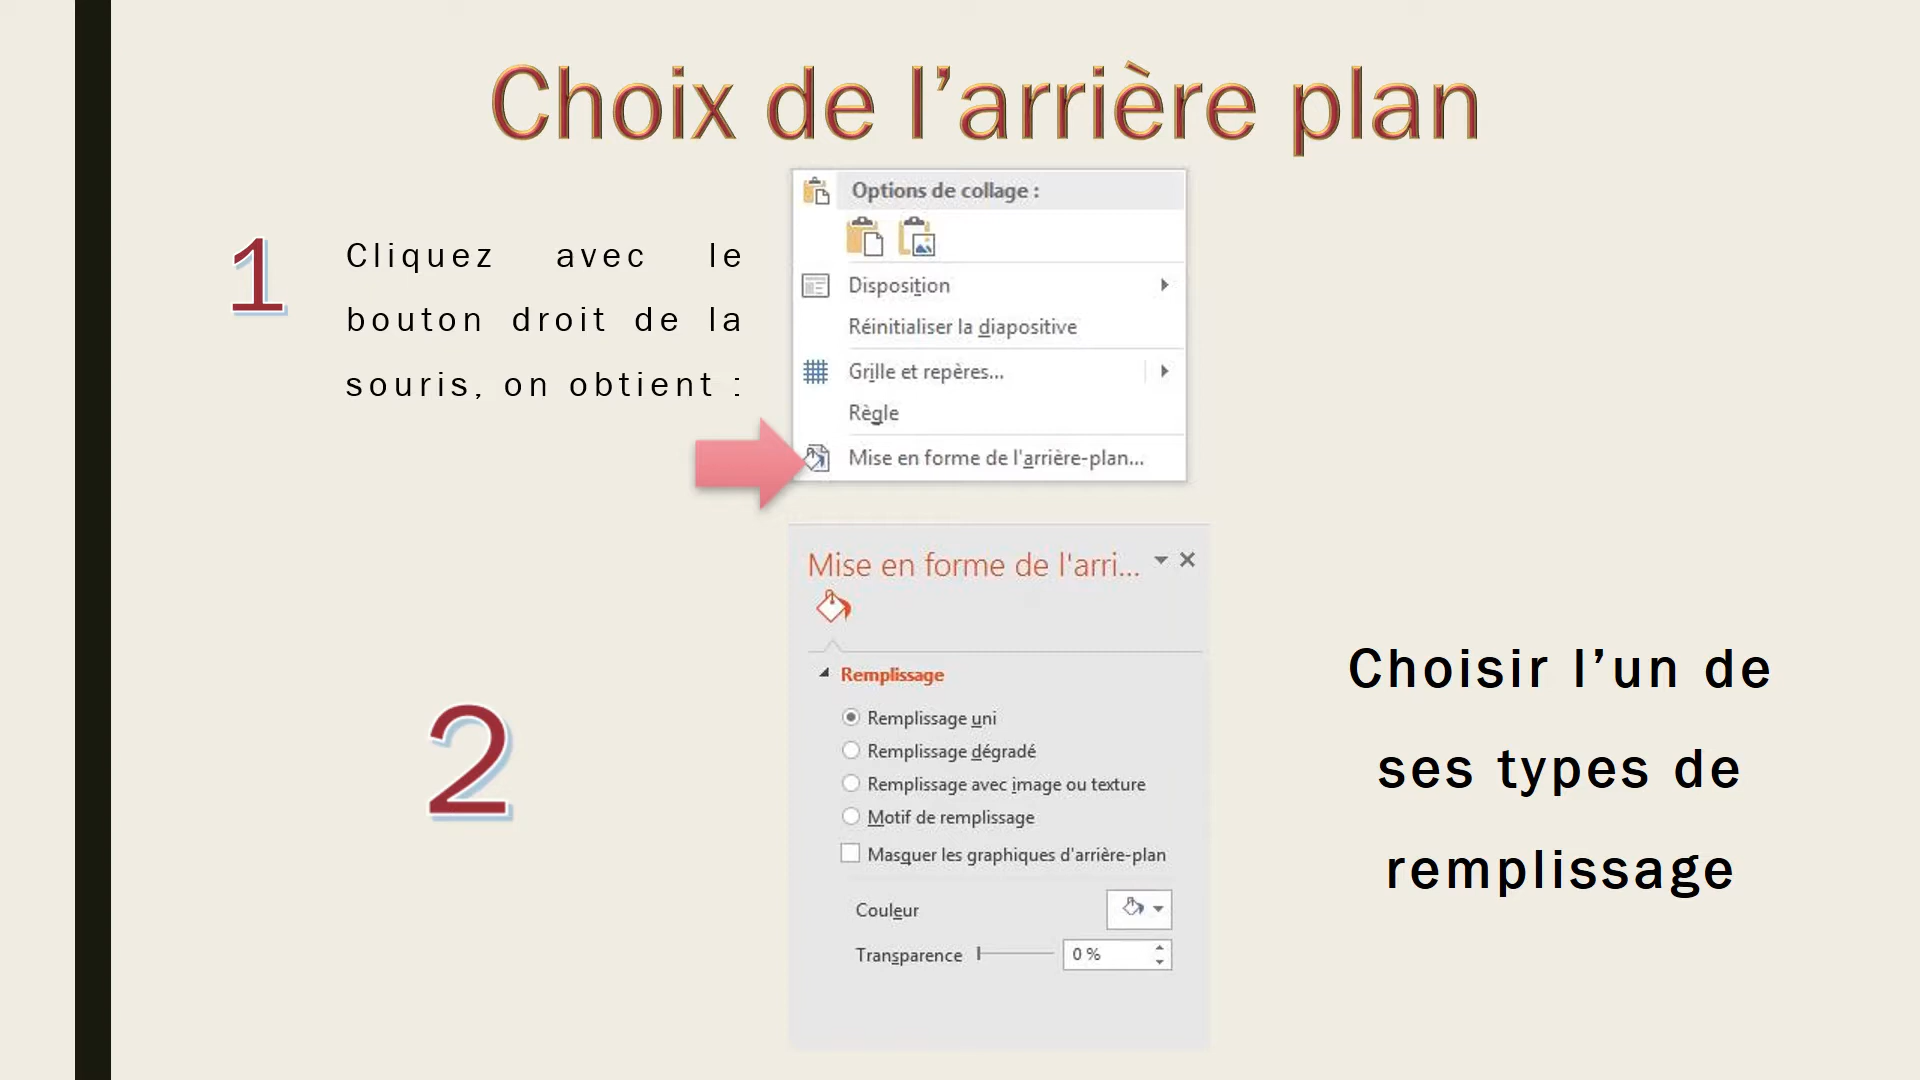 Choix de l’arrière plan
1
Cliquez avec le
bouton droit de la
souris, on obtient :
Options de collage :
Disposition
Réinitialiser la diapositive
Grille et repères...
Règle
Mise en forme de l'arrière-plan...
2
Mise en forme de l'arri...
Remplissage
Remplissage uni
Remplissage dégradé
Remplissage avec image ou texture
Motif de remplissage
Masquer les graphiques d'arrière-plan
Couleur
Transparence 0 %
Choisir l’un de
ses types de
remplissage